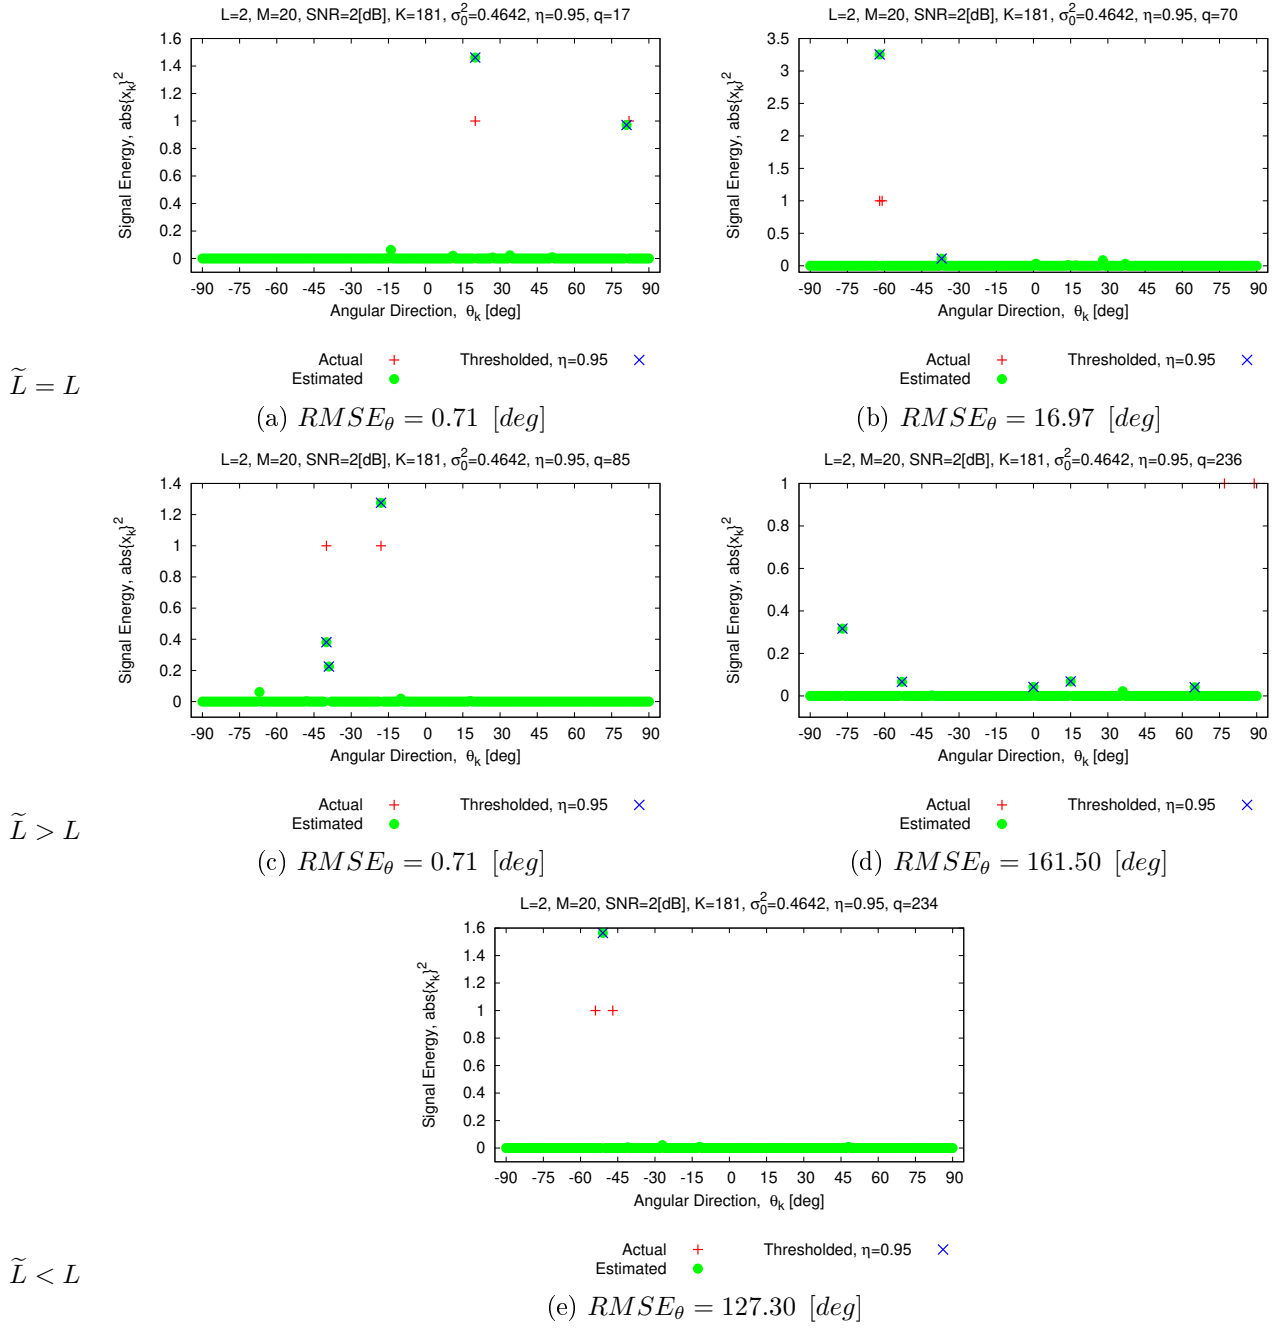 L=2, M=20, SNR=2[dB], K=181, σ₀²=0.4642, η=0.95, q=17
Signal Energy, abs{xₖ}²
1.6
1.4
1.2
1
0.8
0.6
0.4
0.2
0
-90 -75 -60 -45 -30 -15 0 15 30 45 60 75 90
Angular Direction, θₖ [deg]
Actual
Thresholded, η=0.95
Estimated
(a) RMSE_θ = 0.71 [deg]
L=2, M=20, SNR=2[dB], K=181, σ₀²=0.4642, η=0.95, q=70
Signal Energy, abs{xₖ}²
3.5
3
2.5
2
1.5
1
0.5
0
-90 -75 -60 -45 -30 -15 0 15 30 45 60 75 90
Angular Direction, θₖ [deg]
Actual
Thresholded, η=0.95
Estimated
(b) RMSE_θ = 16.97 [deg]
L̃ = L
L=2, M=20, SNR=2[dB], K=181, σ₀²=0.4642, η=0.95, q=85
Signal Energy, abs{xₖ}²
1.4
1.2
1
0.8
0.6
0.4
0.2
0
-90 -75 -60 -45 -30 -15 0 15 30 45 60 75 90
Angular Direction, θₖ [deg]
Actual
Thresholded, η=0.95
Estimated
(c) RMSE_θ = 0.71 [deg]
L=2, M=20, SNR=2[dB], K=181, σ₀²=0.4642, η=0.95, q=236
Signal Energy, abs{xₖ}²
1
0.8
0.6
0.4
0.2
0
-90 -75 -60 -45 -30 -15 0 15 30 45 60 75 90
Angular Direction, θₖ [deg]
Actual
Thresholded, η=0.95
Estimated
(d) RMSE_θ = 161.50 [deg]
L̃ > L
L=2, M=20, SNR=2[dB], K=181, σ₀²=0.4642, η=0.95, q=234
Signal Energy, abs{xₖ}²
1.6
1.4
1.2
1
0.8
0.6
0.4
0.2
0
-90 -75 -60 -45 -30 -15 0 15 30 45 60 75 90
Angular Direction, θₖ [deg]
Actual
Thresholded, η=0.95
Estimated
L̃ < L
(e) RMSE_θ = 127.30 [deg]